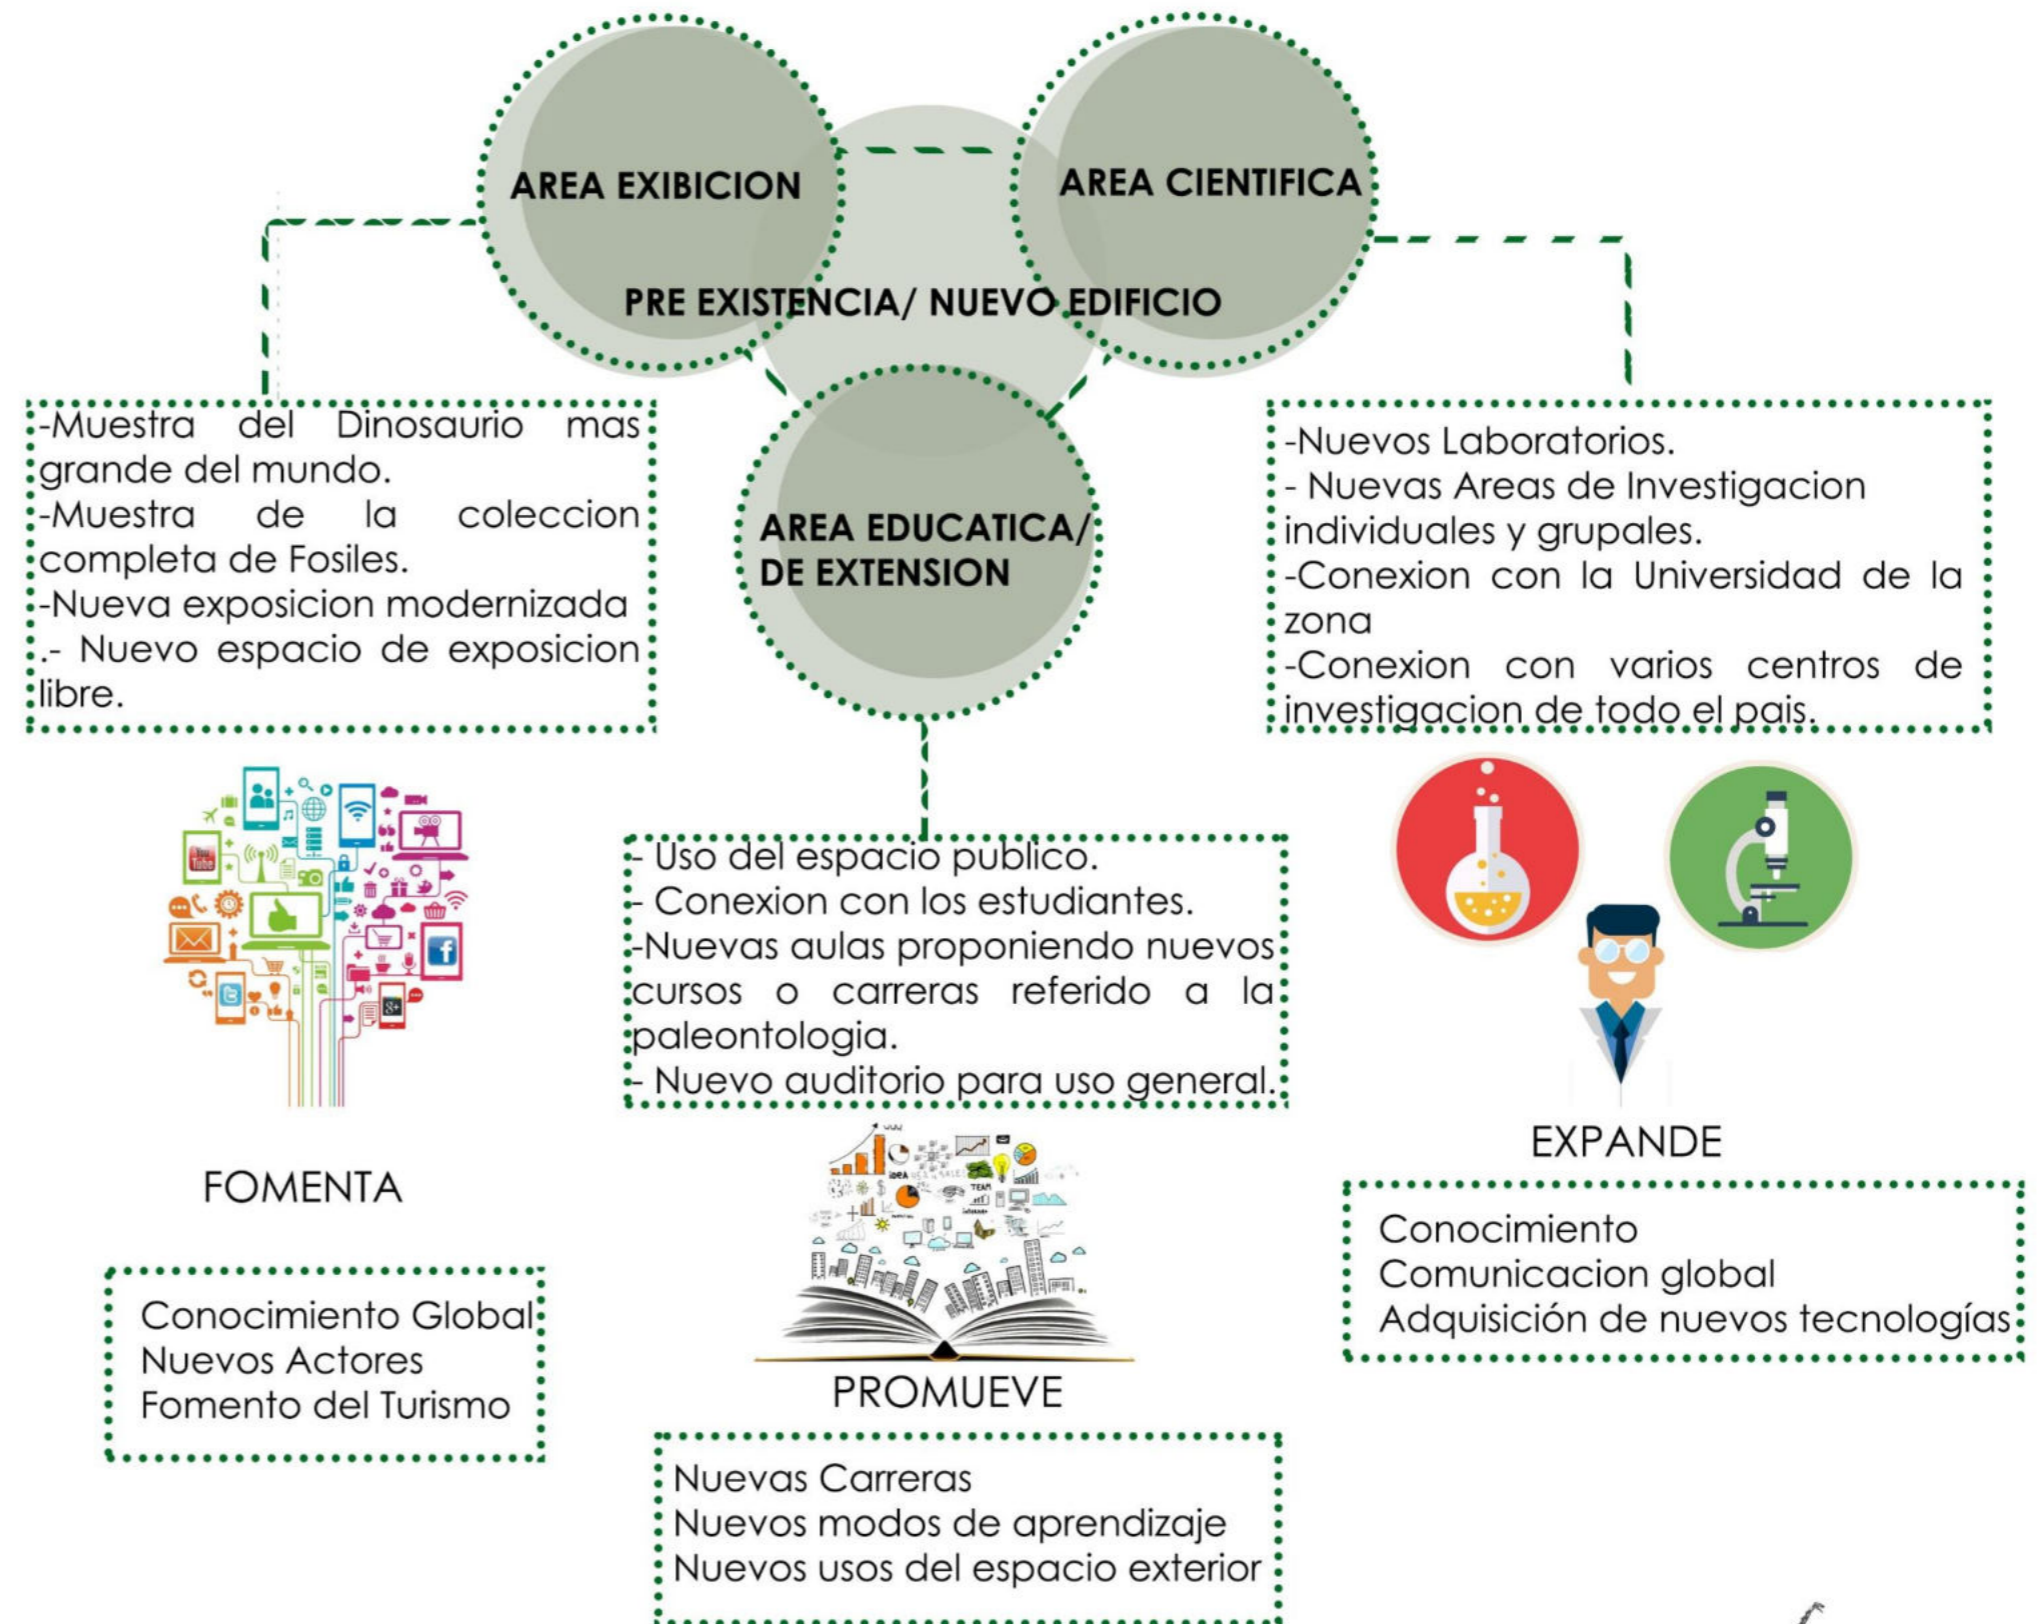 AREA EXIBICION
AREA CIENTIFICA
PRE EXISTENCIA/ NUEVO EDIFICIO
AREA EDUCATICA/
DE EXTENSION
-Muestra del Dinosaurio mas
grande del mundo.
-Muestra de la coleccion
completa de Fosiles.
-Nueva exposicion modernizada
.- Nuevo espacio de exposicion
libre.
-Nuevos Laboratorios.
- Nuevas Areas de Investigacion
individuales y grupales.
-Conexion con la Universidad de la
zona
-Conexion con varios centros de
investigacion de todo el pais.
- Uso del espacio publico.
- Conexion con los estudiantes.
-Nuevas aulas proponiendo nuevos
cursos o carreras referido a la
paleontologia.
- Nuevo auditorio para uso general.
You
Tube
g+
FOMENTA
Conocimiento Global
Nuevos Actores
Fomento del Turismo
IDEA
TEAM
PROMUEVE
Nuevas Carreras
Nuevos modos de aprendizaje
Nuevos usos del espacio exterior
EXPANDE
Conocimiento
Comunicacion global
Adquisición de nuevos tecnologías